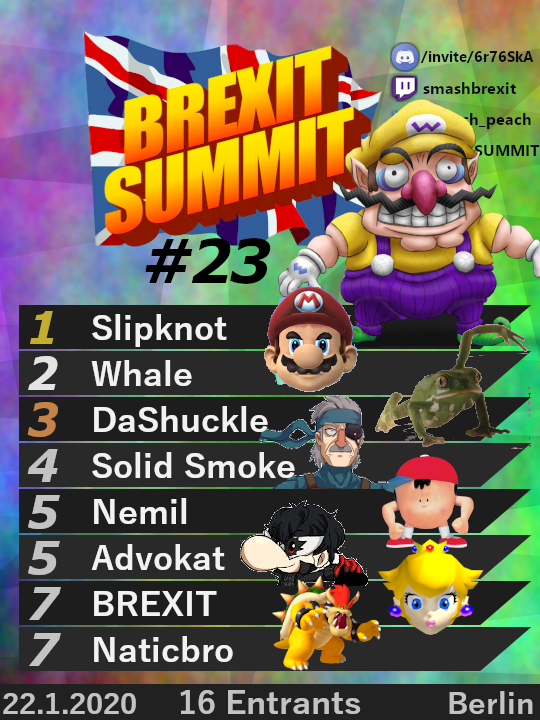 BREXIT
SUMMIT
#23
/invite/6r76SkA
smashbrexit
_peach
SUMMIT
1 Slipknot
2 Whale
3 DaShuckle
4 Solid Smoke
5 Nemil
5 Advokat
7 BREXIT
7 Naticbro
22.1.2020 16 Entrants Berlin